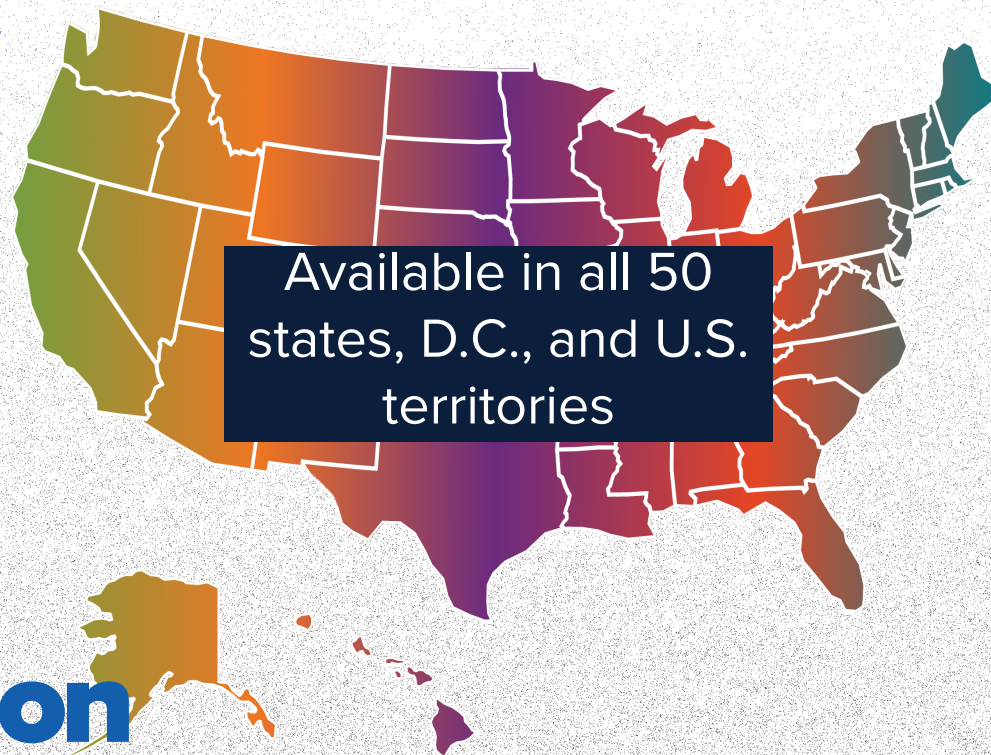 Available in all 50
states, D.C., and U.S.
territories
on